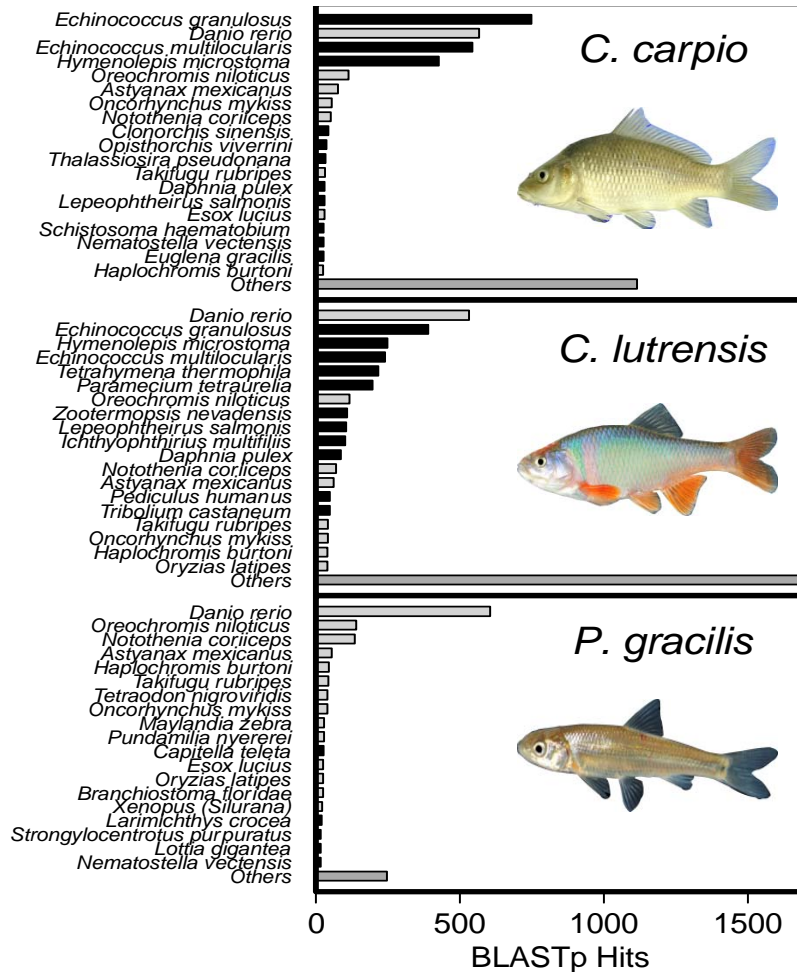 Echinococcus granulosus
Danio rerio
Echinococcus multilocularis
Hymenolepis microstoma
Oreochromis niloticus
Astyanax mexicanus
Oncorhynchus mykiss
Notothenia coriiceps
Clonorchis sinensis
Opisthorchis viverrini
Thalassiosira pseudonana
Takifugu rubripes
Daphnia pulex
Lepeophtheirus salmonis
Esox lucius
Schistosoma haematobium
Nematostella vectensis
Euglena gracilis
Haplochromis burtoni
Others
C. carpio
Danio rerio
Echinococcus granulosus
Hymenolepis microstoma
Echinococcus multilocularis
Tetrahymena thermophila
Paramecium tetraurelia
Oreochromis niloticus
Zootermopsis nevadensis
Lepeophtheirus salmonis
Ichthyophthirius multifiliis
Daphnia pulex
Notothenia coriiceps
Astyanax mexicanus
Pediculus humanus
Tribolium castaneum
Takifugu rubripes
Oncorhynchus mykiss
Haplochromis burtoni
Oryzias latipes
Others
C. lutrensis
Danio rerio
Oreochromis niloticus
Notothenia coriiceps
Astyanax mexicanus
Haplochromis burtoni
Takifugu rubripes
Tetraodon nigroviridis
Oncorhynchus mykiss
Maylandia zebra
Pundamilia nyererei
Capitella teleta
Esox lucius
Oryzias latipes
Branchiostoma floridae
Xenopus (Silurana)
Larimichthys crocea
Strongylocentrotus purpuratus
Lottia gigantea
Nematostella vectensis
Others
P. gracilis
0 500 1000 1500
BLASTp Hits